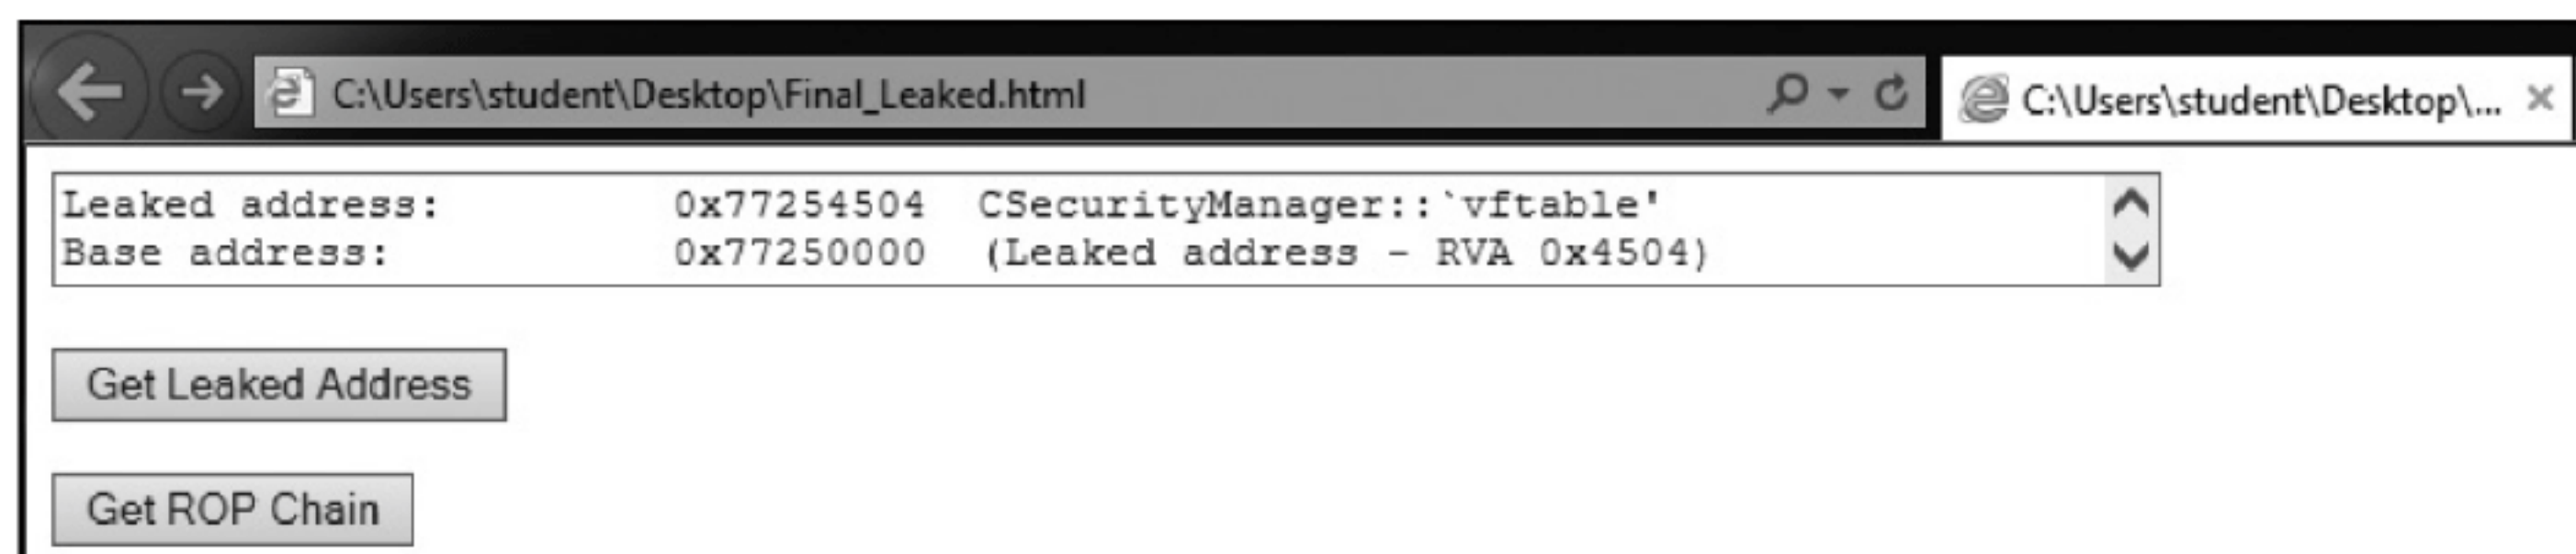 C:\Users\student\Desktop\Final_Leaked.html
C:\Users\student\Desktop\...
Leaked address: 0x77254504 CSecurityManager::`vftable'
Base address: 0x77250000 (Leaked address - RVA 0x4504)
Get Leaked Address
Get ROP Chain